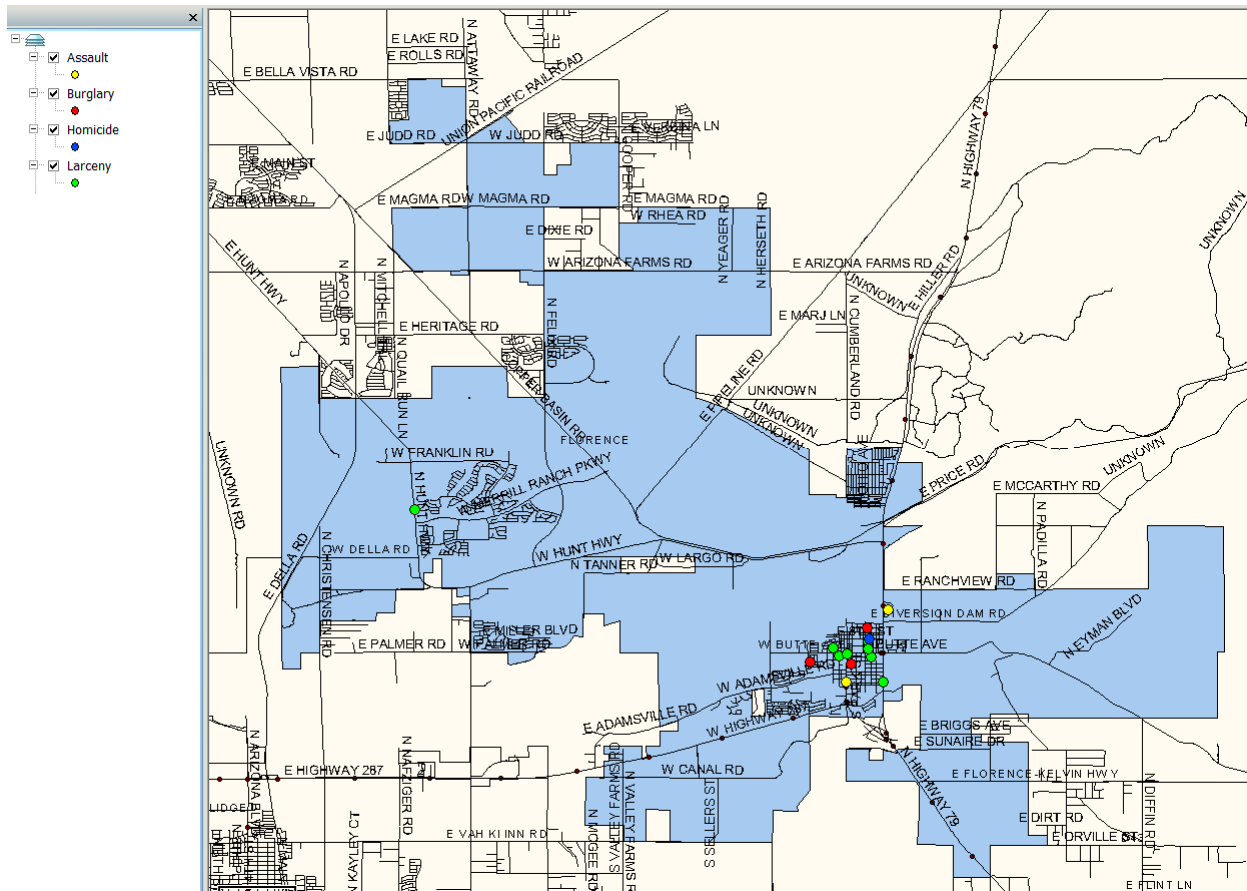 ×
Assault
Burglary
Homicide
Larceny
E LAKE RD
E ROLLS RD
N ATTAWAY RD
E BELLA VISTA RD
UNION PACIFIC RAILROAD
N HIGHWAY 79
E JUDD RD
W JUDD RD
E MAGMA RD
W MAGMA RD
E MAGMA RD
W RHEA RD
E DIXIE RD
N YEAGER RD
N HERSETH RD
UNKNOWN
E HUNT HWY
N APOLLO DR
W ARIZONA FARMS RD
E ARIZONA FARMS RD
E HILLER RD
UNKNOWN
N CUMBERLAND RD
E MARJ LN
E HERITAGE RD
N QUAIL RUN LN
E PIPELINE RD
UNKNOWN
UNKNOWN
UNKNOWN
FLORENCE
UNKNOWN RD
W FRANKLIN RD
W MERRILL RANCH PKWY
E PRICE RD
UNKNOWN
E MCCARTHY RD
N PADILLA RD
E DELLA RD
N CHRISTENSEN RD
W DELLA RD
W HUNT HWY
W LARGO RD
N TANNER RD
E RANCHVIEW RD
E DIVERSION DAM RD
N EYMAN BLVD
E MILLER BLVD
E PALMER RD
W PALMER RD
W BUTTE
BUTTE AVE
W ADAMSVILLE RD
E ADAMSVILLE RD
E BRIGGS AVE
E SUNAIRE DR
N HIGHWAY 79
E HIGHWAY 287
W CANAL RD
E FLORENCE-KELVIN HWY
N ARIZONA BLVD
N NAFZIGER RD
N KAYLEY CT
N MCGEE RD
S VALLEY FARMS RD
N VALLEY FARMS RD
S SELLERS ST
E VAH KI INN RD
E DIRT RD
E ORVILLE ST
N DIFFIN RD
E FLINT LN